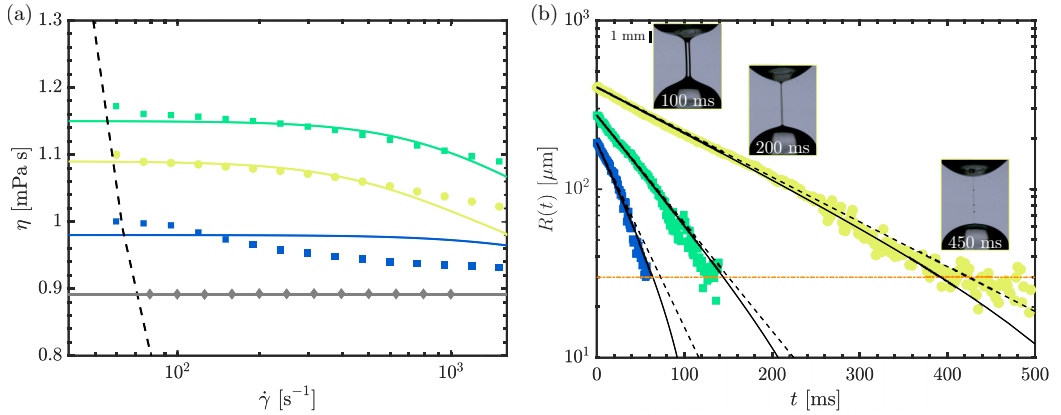 (a)
1.3
1.2
1.1
1
0.9
0.8
η [mPa s]
10²
10³
γ̇ [s⁻¹]
(b)
10³
10²
10¹
R(t) [μm]
1 mm
100 ms
200 ms
450 ms
0
100
200
300
400
500
t [ms]